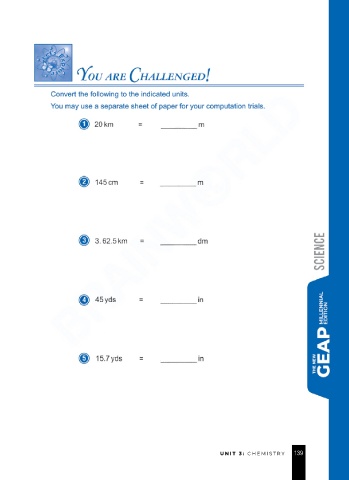 YOU ARE CHALLENGED!
Convert the following to the indicated units.
You may use a separate sheet of paper for your computation trials.
1 20 km = _________ m
2 145 cm = _________ m
3 3. 62.5 km = _________ dm
4 45 yds = _________ in
5 15.7 yds = _________ in
SCIENCE
THE NEW
GEAP
MILLENNIAL
EDITION
UNIT 3: CHEMISTRY 139